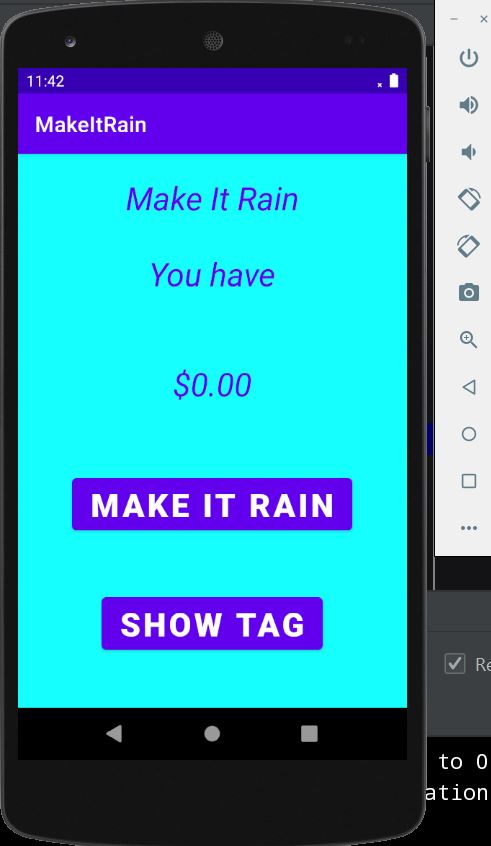 11:42
MakeItRain
Make It Rain
You have
$0.00
MAKE IT RAIN
SHOW TAG
Re
to O
ation